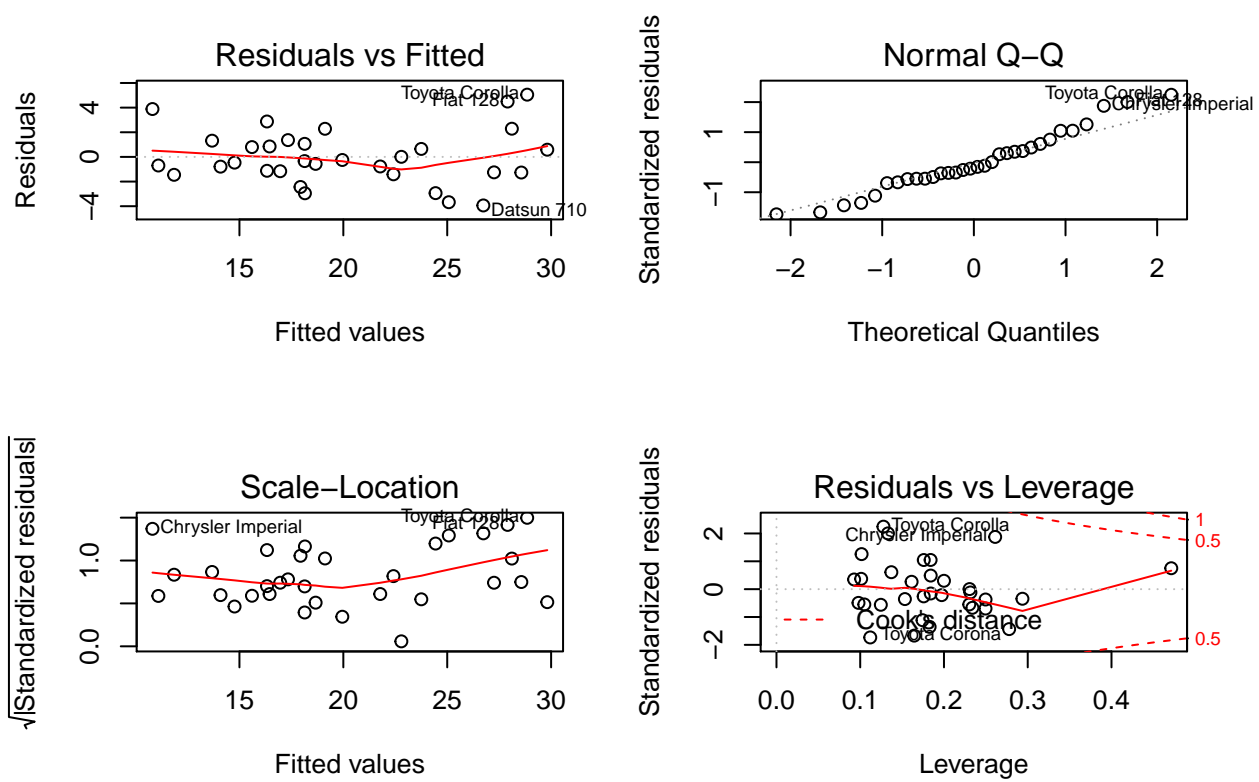 Residuals vs Fitted
Residuals
4
0
−4
Toyota Corolla
Fiat 128
Datsun 710
15 20 25 30
Fitted values
Normal Q−Q
Standardized residuals
1
−1
Toyota Corolla
Fiat 128
Chrysler Imperial
−2 −1 0 1 2
Theoretical Quantiles
Scale−Location
√|Standardized residuals|
1.0
0.0
Chrysler Imperial
Toyota Corolla
Fiat 128
15 20 25 30
Fitted values
Residuals vs Leverage
Standardized residuals
2
0
−2
Toyota Corolla
Chrysler Imperial
Cook's distance
Toyota Corona
1
0.5
0.5
0.0 0.1 0.2 0.3 0.4
Leverage